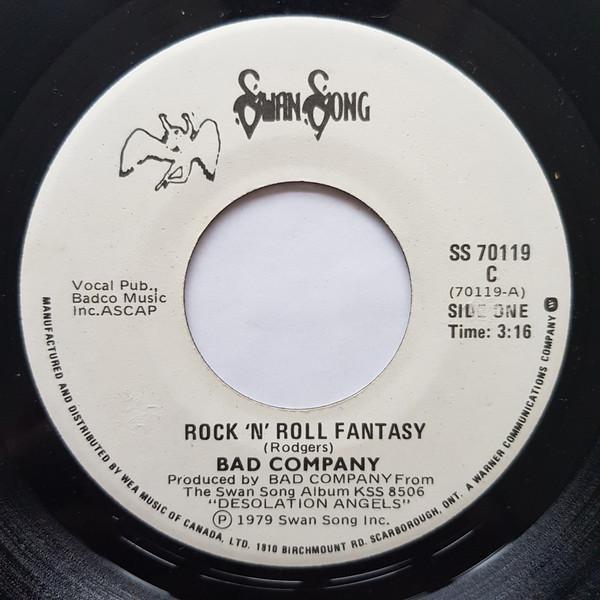 SWAN SONG
SS 70119
C
(70119-A)
SIDE ONE
Time: 3:16
Vocal Pub.,
Badco Music
Inc.ASCAP
ROCK 'N' ROLL FANTASY
(Rodgers)
BAD COMPANY
Produced by BAD COMPANY From
The Swan Song Album KSS 8506
"DESOLATION ANGELS"
Ⓟ 1979 Swan Song Inc.
MANUFACTURED AND DISTRIBUTED BY WEA MUSIC OF CANADA, LTD. 1810 BIRCHMOUNT RD. SCARBOROUGH, ONT. A WARNER COMMUNICATIONS COMPANY